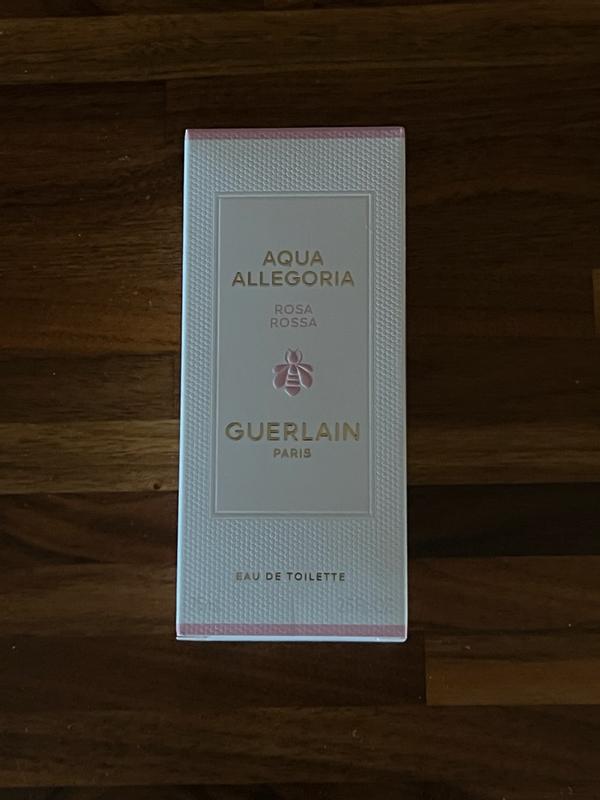 AQUA
ALLEGORIA
ROSA
ROSSA
GUERLAIN
PARIS
EAU DE TOILETTE